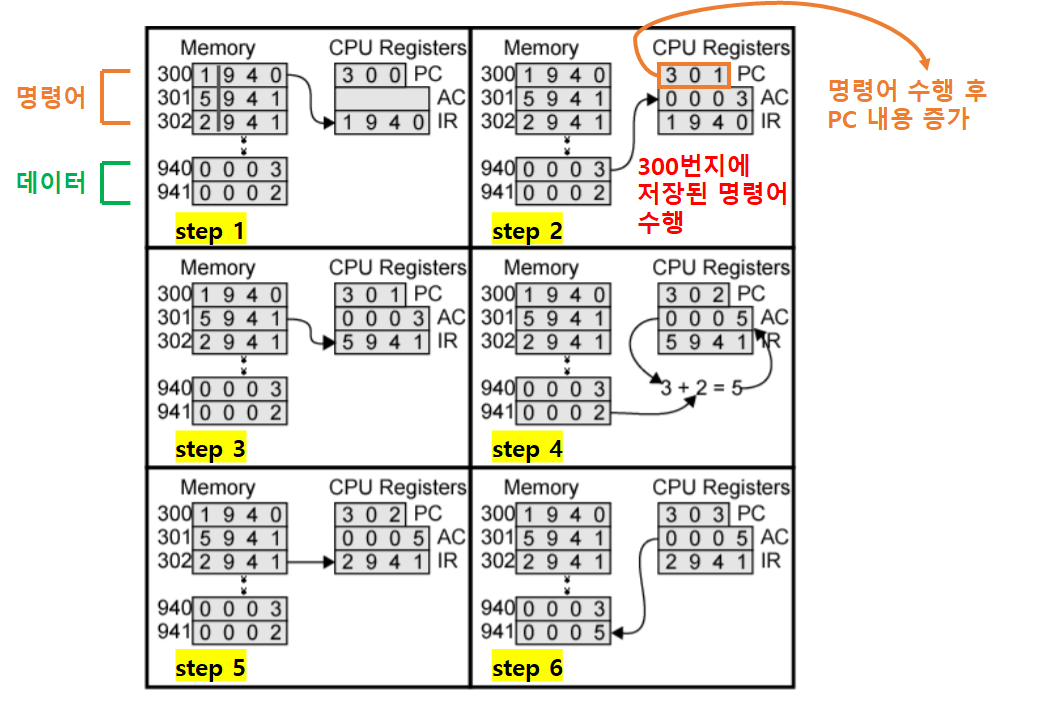 명령어
데이터
Memory CPU Registers
300 1 9 4 0 3 0 0 PC
301 5 9 4 1 AC
302 2 9 4 1 1 9 4 0 IR
940 0 0 0 3
941 0 0 0 2
step 1
Memory CPU Registers
300 1 9 4 0 3 0 1 PC
301 5 9 4 1 0 0 0 3 AC
302 2 9 4 1 1 9 4 0 IR
940 0 0 0 3
941 0 0 0 2
step 2
300번지에
저장된 명령어
수행
명령어 수행 후
PC 내용 증가
Memory CPU Registers
300 1 9 4 0 3 0 1 PC
301 5 9 4 1 0 0 0 3 AC
302 2 9 4 1 5 9 4 1 IR
940 0 0 0 3
941 0 0 0 2
step 3
Memory CPU Registers
300 1 9 4 0 3 0 2 PC
301 5 9 4 1 0 0 0 5 AC
302 2 9 4 1 5 9 4 1 IR
940 0 0 0 3 3 + 2 = 5
941 0 0 0 2
step 4
Memory CPU Registers
300 1 9 4 0 3 0 2 PC
301 5 9 4 1 0 0 0 5 AC
302 2 9 4 1 2 9 4 1 IR
940 0 0 0 3
941 0 0 0 2
step 5
Memory CPU Registers
300 1 9 4 0 3 0 3 PC
301 5 9 4 1 0 0 0 5 AC
302 2 9 4 1 2 9 4 1 IR
940 0 0 0 3
941 0 0 0 5
step 6